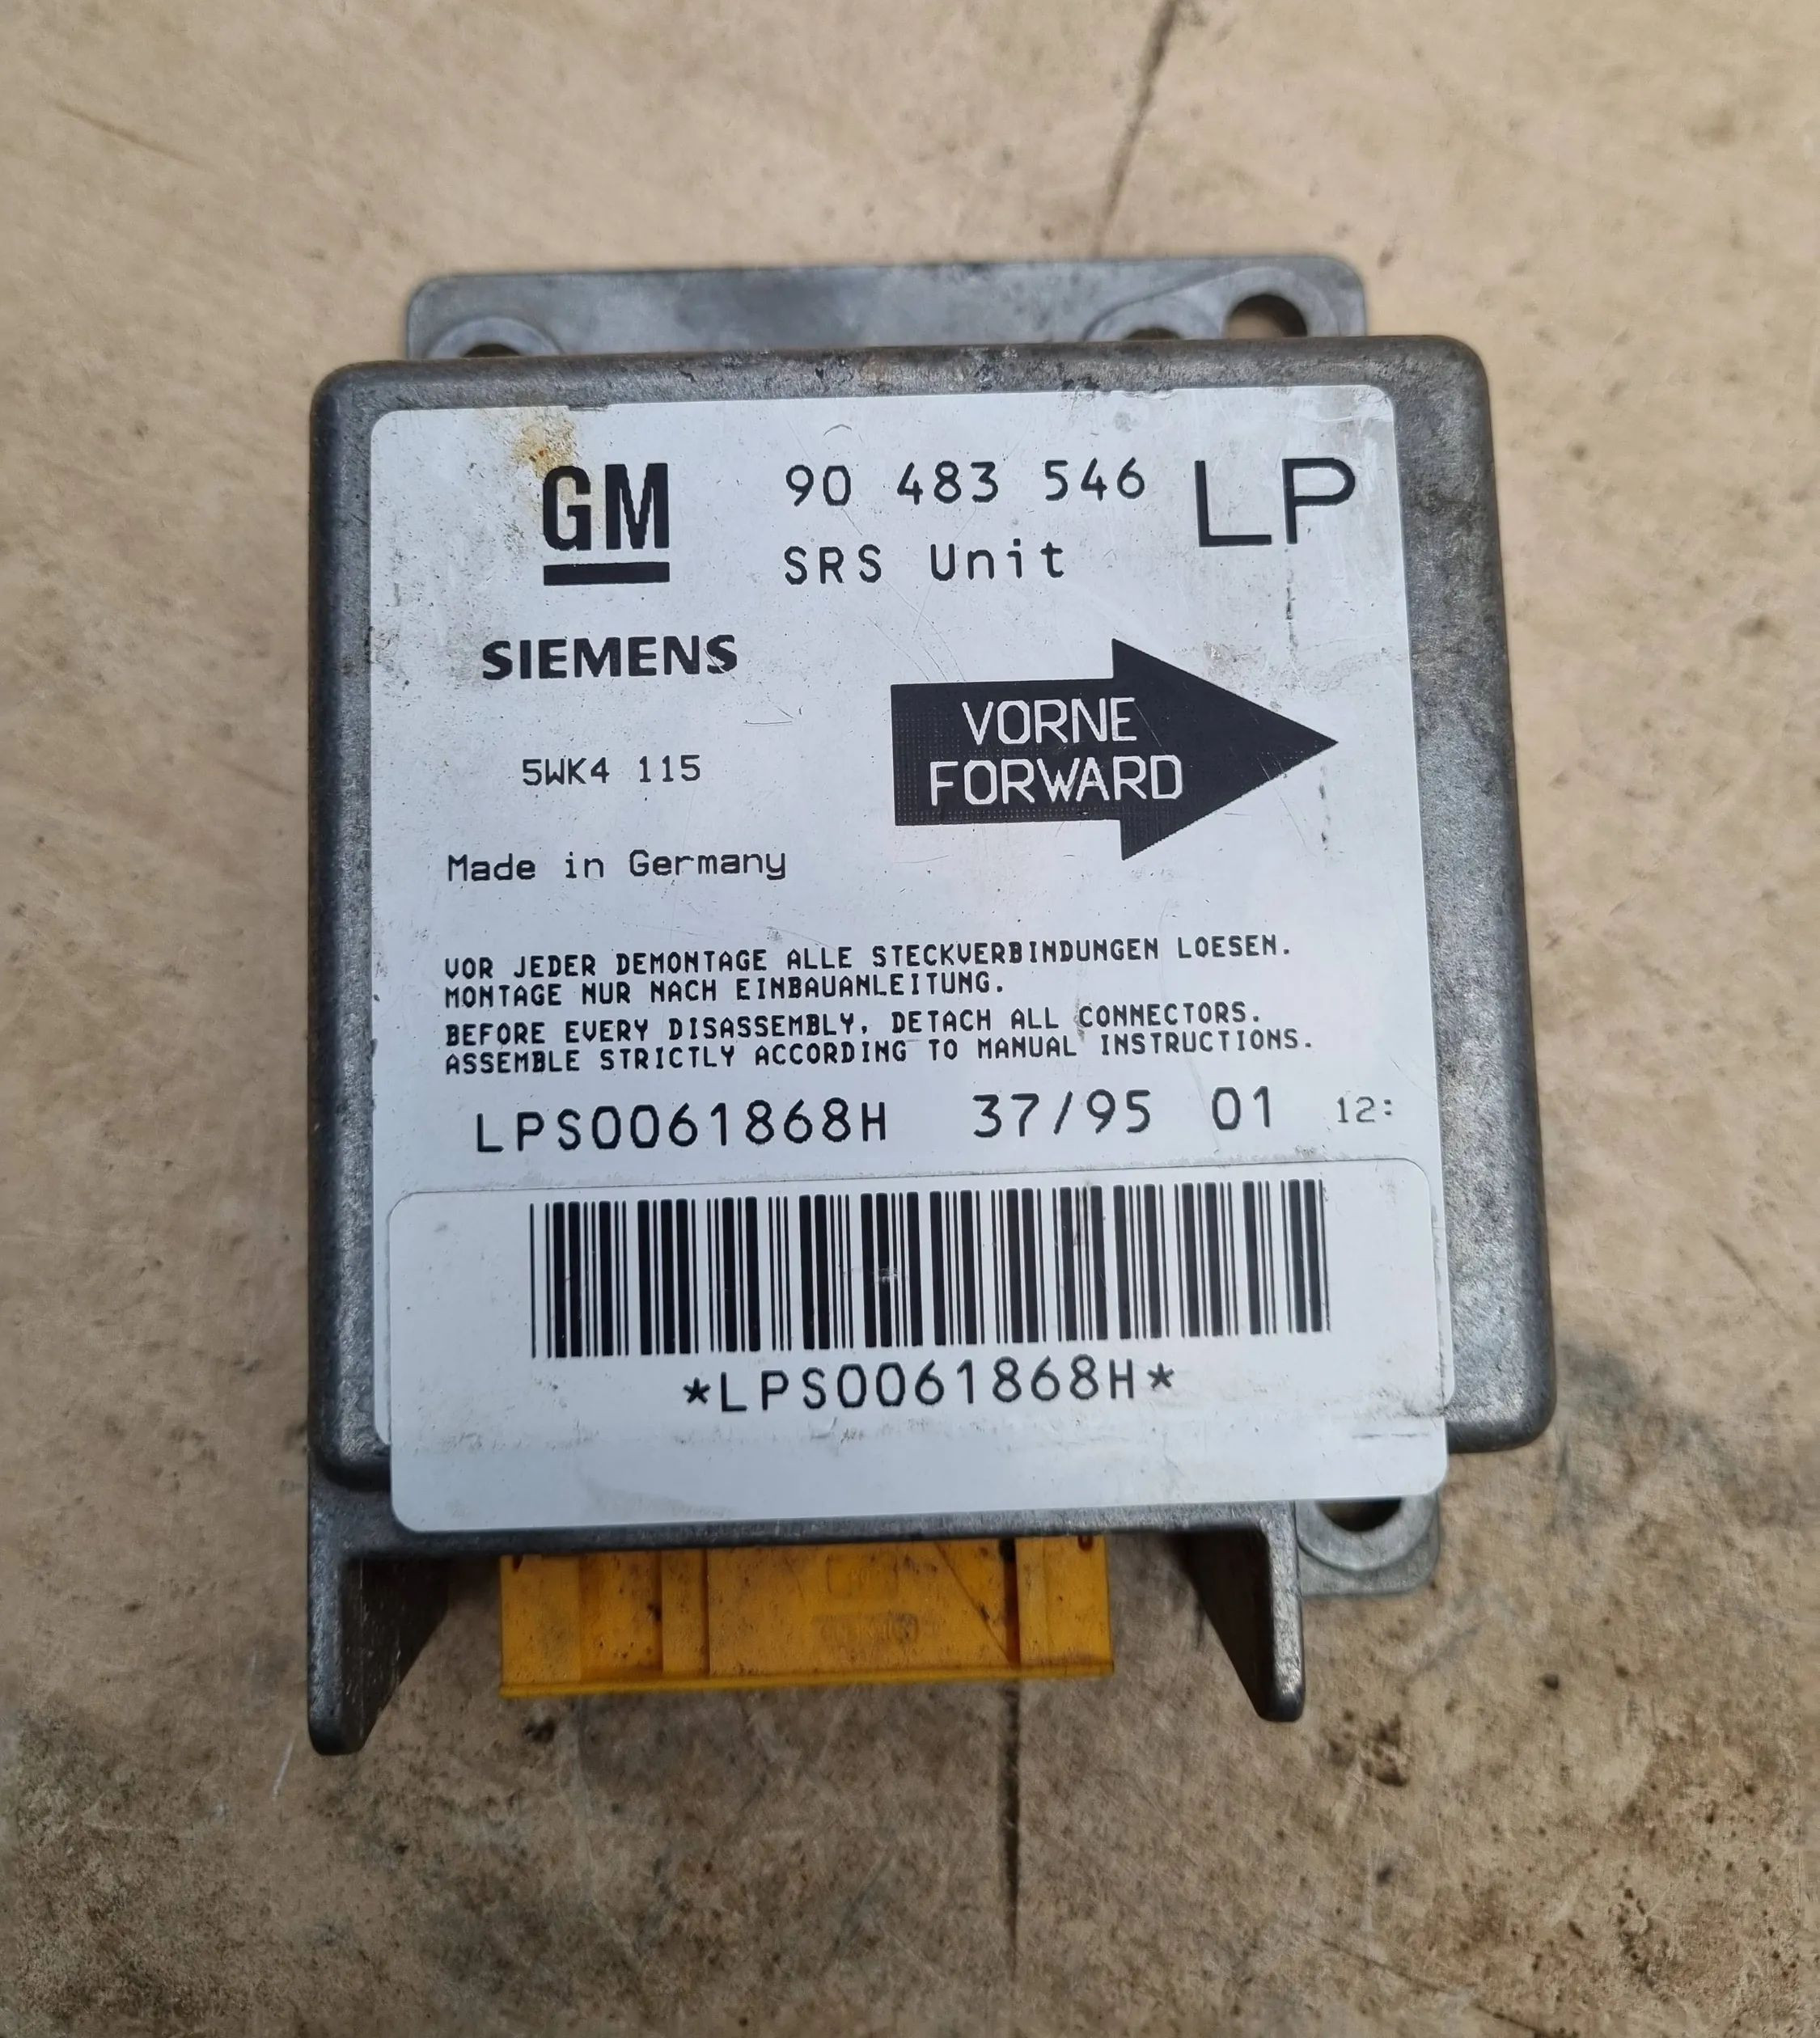 GM
90 483 546 LP
SRS Unit
SIEMENS
VORNE
FORWARD
5WK4 115
Made in Germany
VOR JEDER DEMONTAGE ALLE STECKVERBINDUNGEN LOESEN.
MONTAGE NUR NACH EINBAUANLEITUNG.
BEFORE EVERY DISASSEMBLY, DETACH ALL CONNECTORS.
ASSEMBLE STRICTLY ACCORDING TO MANUAL INSTRUCTIONS.
LPS0061868H 37/95 01 12:
*LPS0061868H*